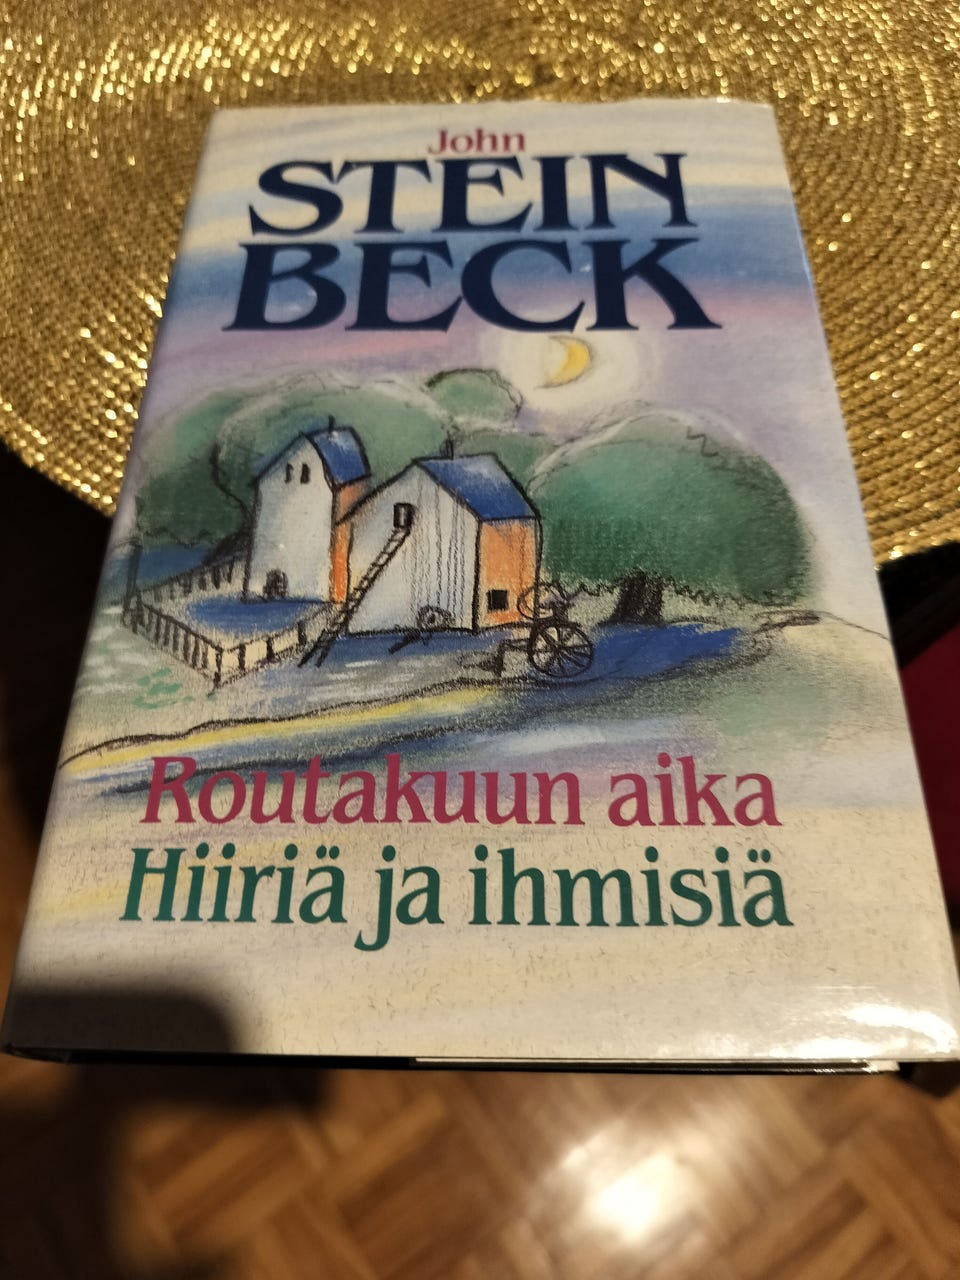 John
STEIN
BECK
Routakuun aika
Hiiriä ja ihmisiä